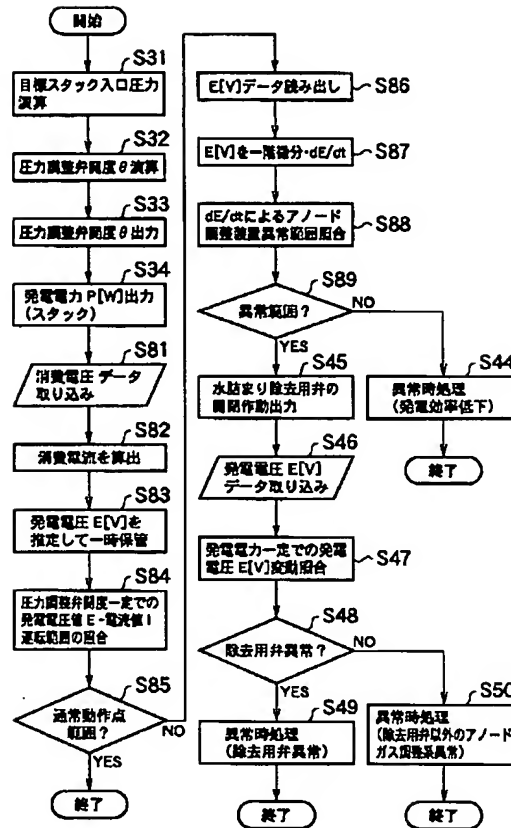 開始
S31
目標スタック入口圧力
演算
S32
圧力調整弁開度θ演算
S33
圧力調整弁開度θ出力
S34
発電電力 P[W]出力
(スタック)
S81
消費電圧 データ
取り込み
S82
消費電流を算出
S83
発電電圧 E[V]を
推定して一時保管
S84
圧力調整弁開度一定での
発電電圧値E・電流値I
運転範囲の照合
S85
通常動作点
範囲?
NO
YES
終了
E[V]データ読み出し
S86
E[V]を一階微分・dE/dt
S87
dE/dtによるアノード
調整装置異常範囲照合
S88
S89
異常範囲?
NO
YES
S45
水詰まり除去用弁の
開閉作動出力
S44
異常時処理
(発電効率低下)
終了
S46
発電電圧 E[V]
データ取り込み
発電電力一定での発電
電圧 E[V]変動照合
S47
S48
除去用弁異常?
NO
YES
S49
異常時処理
(除去用弁異常)
終了
S50
異常時処理
(除去用弁以外のアノード
ガス調整系異常)
終了